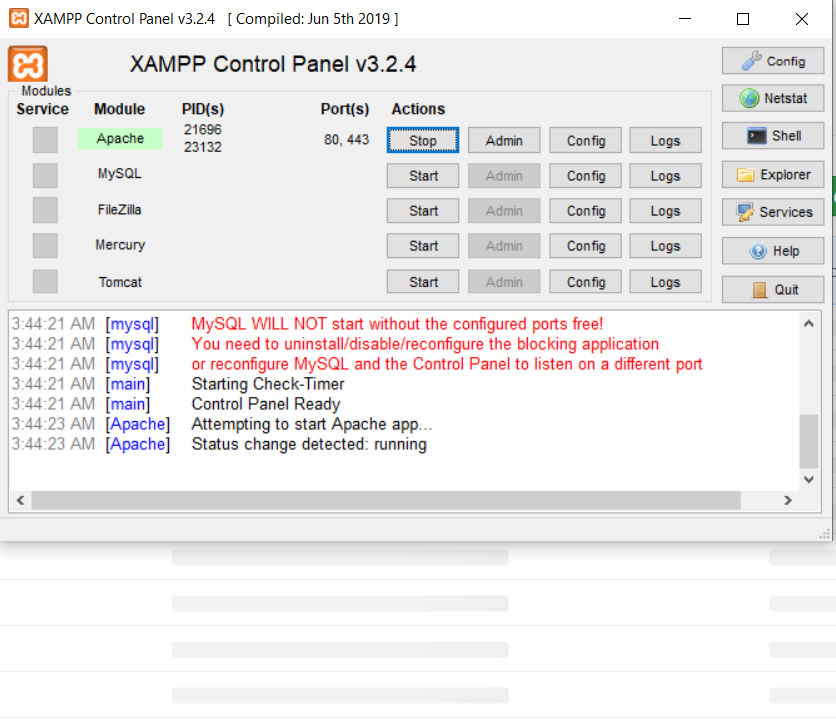 XAMPP Control Panel v3.2.4 [ Compiled: Jun 5th 2019 ]
XAMPP Control Panel v3.2.4
Config
Modules
Service Module PID(s) Port(s) Actions
Netstat
Apache 21696 23132 80, 443 Stop Admin Config Logs
Shell
MySQL Start Admin Config Logs
Explorer
FileZilla Start Admin Config Logs
Services
Mercury Start Admin Config Logs
Help
Tomcat Start Admin Config Logs
Quit
3:44:21 AM [mysql] MySQL WILL NOT start without the configured ports free!
3:44:21 AM [mysql] You need to uninstall/disable/reconfigure the blocking application
3:44:21 AM [mysql] or reconfigure MySQL and the Control Panel to listen on a different port
3:44:21 AM [main] Starting Check-Timer
3:44:21 AM [main] Control Panel Ready
3:44:23 AM [Apache] Attempting to start Apache app...
3:44:23 AM [Apache] Status change detected: running